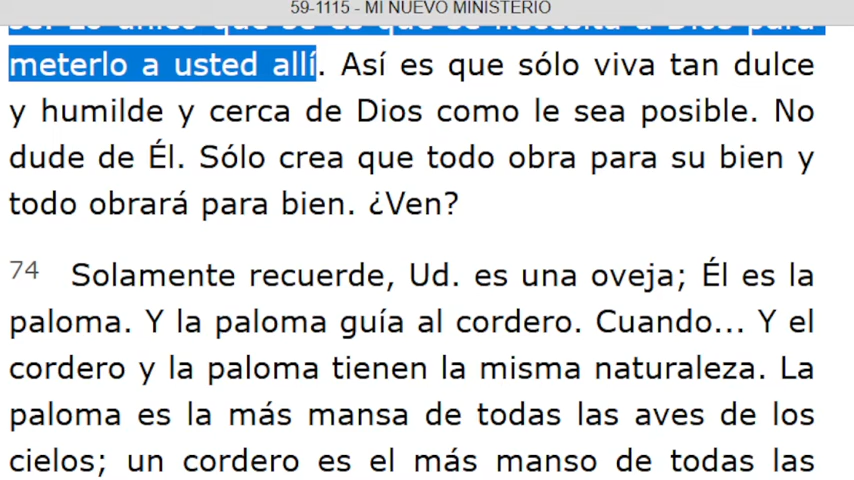 59-1115 - MI NUEVO MINISTERIO
meterlo a usted allí. Así es que sólo viva tan dulce
y humilde y cerca de Dios como le sea posible. No
dude de Él. Sólo crea que todo obra para su bien y
todo obrará para bien. ¿Ven?
74 Solamente recuerde, Ud. es una oveja; Él es la
paloma. Y la paloma guía al cordero. Cuando... Y el
cordero y la paloma tienen la misma naturaleza. La
paloma es la más mansa de todas las aves de los
cielos; un cordero es el más manso de todas las